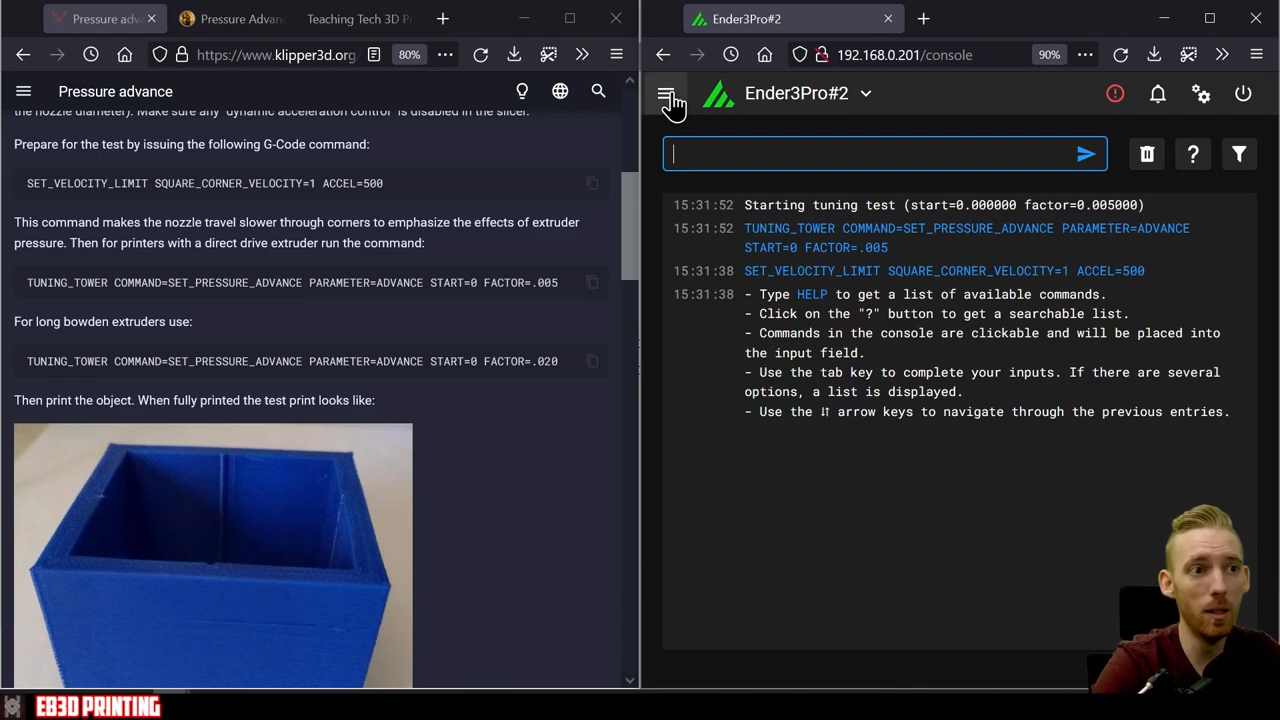 Pressure adv
Pressure Advanc
Teaching Tech 3D P
https://www.klipper3d.org
80%
Pressure advance
the nozzle diameter). Make sure any 'dynamic acceleration control' is disabled in the slicer.
Prepare for the test by issuing the following G-Code command:
SET_VELOCITY_LIMIT SQUARE_CORNER_VELOCITY=1 ACCEL=500
This command makes the nozzle travel slower through corners to emphasize the effects of extruder
pressure. Then for printers with a direct drive extruder run the command:
TUNING_TOWER COMMAND=SET_PRESSURE_ADVANCE PARAMETER=ADVANCE START=0 FACTOR=.005
For long bowden extruders use:
TUNING_TOWER COMMAND=SET_PRESSURE_ADVANCE PARAMETER=ADVANCE START=0 FACTOR=.020
Then print the object. When fully printed the test print looks like:
Ender3Pro#2
192.168.0.201/console
90%
Ender3Pro#2
15:31:52 Starting tuning test (start=0.000000 factor=0.005000)
15:31:52 TUNING_TOWER COMMAND=SET_PRESSURE_ADVANCE PARAMETER=ADVANCE
START=0 FACTOR=.005
15:31:38 SET_VELOCITY_LIMIT SQUARE_CORNER_VELOCITY=1 ACCEL=500
15:31:38 - Type HELP to get a list of available commands.
- Click on the "?" button to get a searchable list.
- Commands in the console are clickable and will be placed into
the input field.
- Use the tab key to complete your inputs. If there are several
options, a list is displayed.
- Use the ⇵ arrow keys to navigate through the previous entries.
EB3D PRINTING